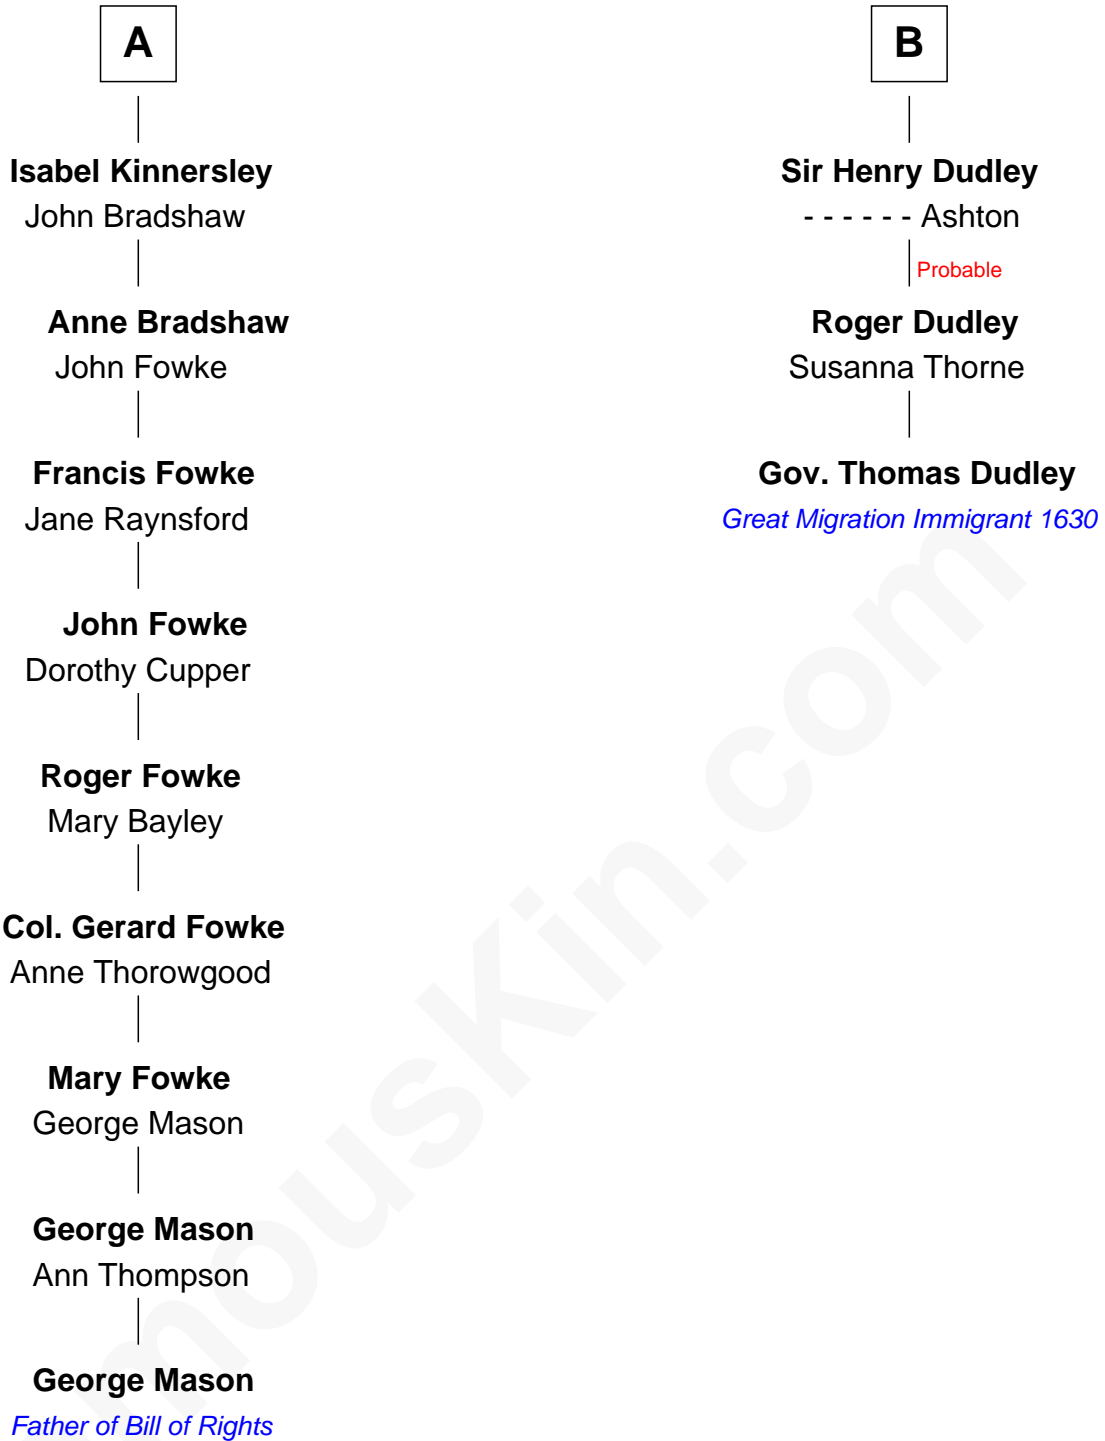 A
Isabel Kinnersley
John Bradshaw
Anne Bradshaw
John Fowke
Francis Fowke
Jane Raynsford
John Fowke
Dorothy Cupper
Roger Fowke
Mary Bayley
Col. Gerard Fowke
Anne Thorowgood
Mary Fowke
George Mason
George Mason
Ann Thompson
George Mason
Father of Bill of Rights
B
Sir Henry Dudley
- - - - - - Ashton
Probable
Roger Dudley
Susanna Thorne
Gov. Thomas Dudley
Great Migration Immigrant 1630
mousKin.com